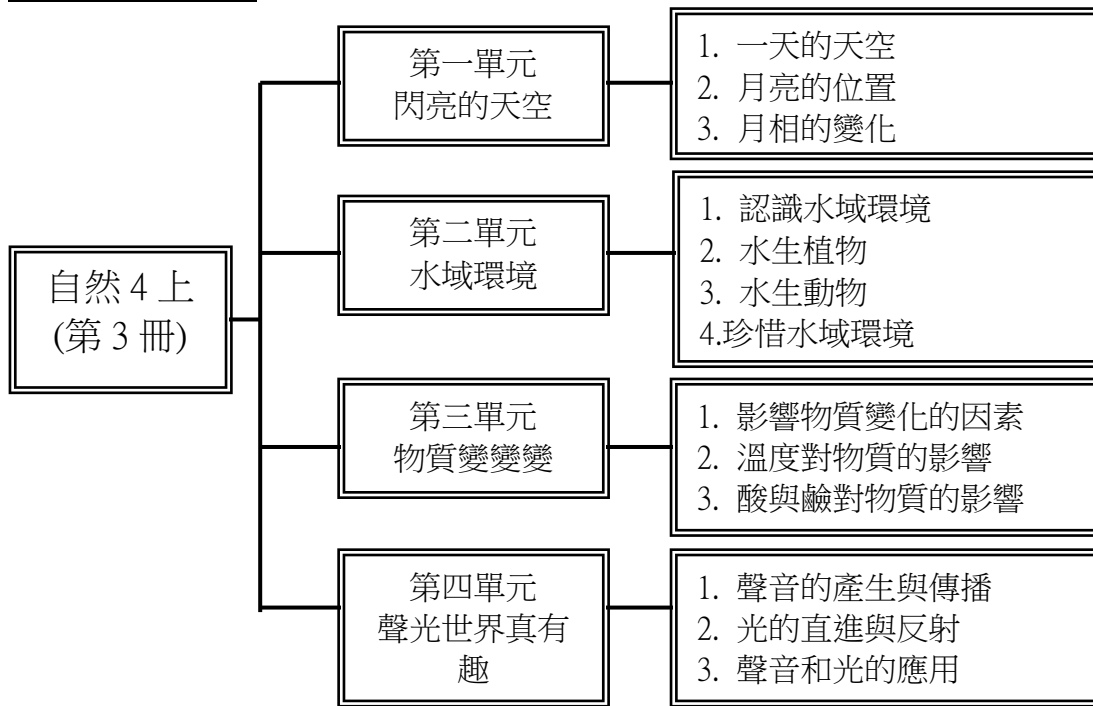 自然 4 上
(第 3 冊)
第一單元
閃亮的天空
1. 一天的天空
2. 月亮的位置
3. 月相的變化
第二單元
水域環境
1. 認識水域環境
2. 水生植物
3. 水生動物
4.珍惜水域環境
第三單元
物質變變變
1. 影響物質變化的因素
2. 溫度對物質的影響
3. 酸與鹼對物質的影響
第四單元
聲光世界真有
趣
1. 聲音的產生與傳播
2. 光的直進與反射
3. 聲音和光的應用